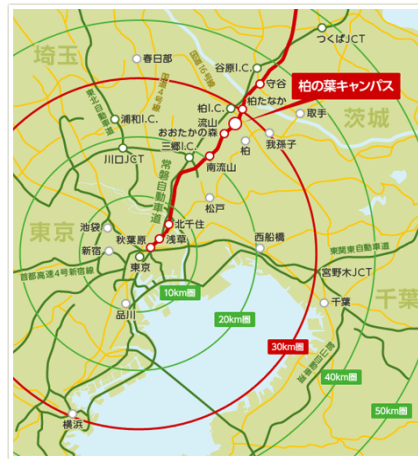 つくばJCT
埼玉
春日部
谷原I.C.
国道16号線
国道4号線
守谷
柏の葉キャンパス
東北自動車道
柏I.C.
柏たなか
取手
茨城
浦和I.C.
流山
おおたかの森
三郷I.C.
柏
我孫子
川口JCT
常磐自動車道
南流山
松戸
北千住
池袋
東京
秋葉原
浅草
西船橋
新宿
東京
東関東自動車道
首都高速4号新宿線
宮野木JCT
10km圏
千葉
千葉
品川
20km圏
30km圏
館山自動車道
40km圏
50km圏
横浜